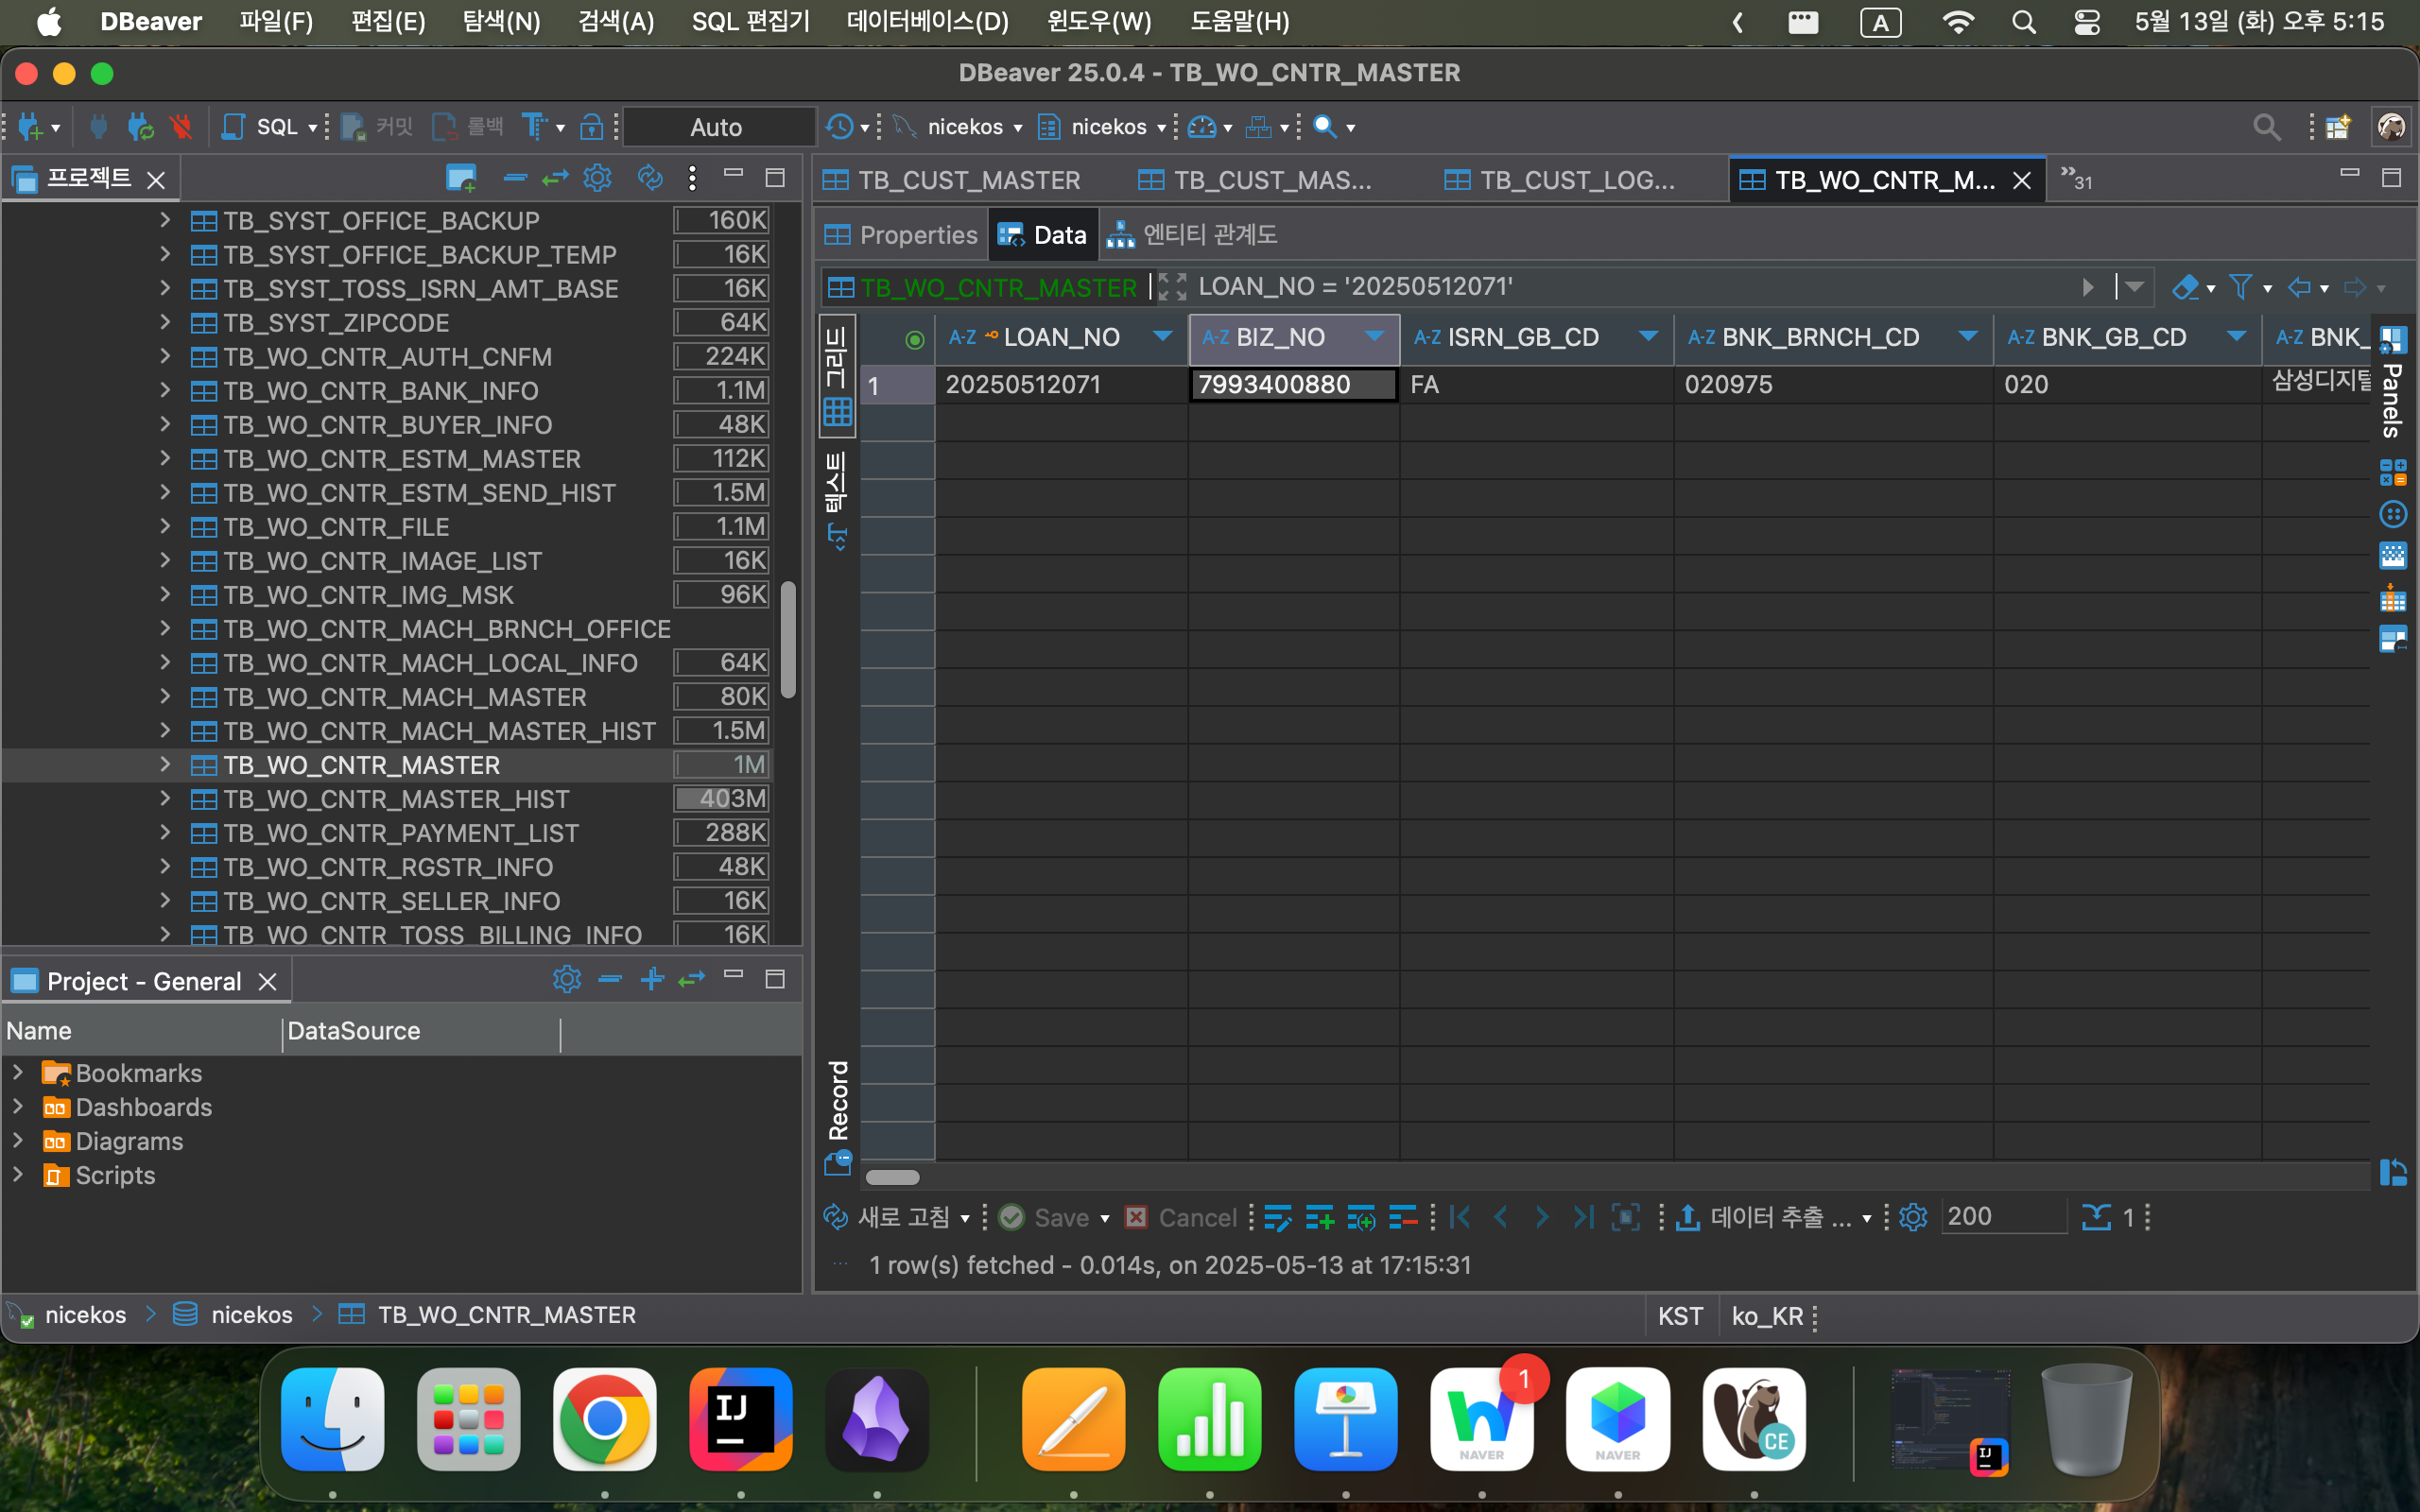 DBeaver 파일(F) 편집(E) 탐색(N) 검색(A) SQL 편집기 데이터베이스(D) 윈도우(W) 도움말(H) A 5월 13일 (화) 오후 5:15
DBeaver 25.0.4 - TB_WO_CNTR_MASTER
SQL 커밋 롤백 T Auto nicekos nicekos
프로젝트
TB_SYST_OFFICE_BACKUP 160K
TB_SYST_OFFICE_BACKUP_TEMP 16K
TB_SYST_TOSS_ISRN_AMT_BASE 16K
TB_SYST_ZIPCODE 64K
TB_WO_CNTR_AUTH_CNFM 224K
TB_WO_CNTR_BANK_INFO 1.1M
TB_WO_CNTR_BUYER_INFO 48K
TB_WO_CNTR_ESTM_MASTER 112K
TB_WO_CNTR_ESTM_SEND_HIST 1.5M
TB_WO_CNTR_FILE 1.1M
TB_WO_CNTR_IMAGE_LIST 16K
TB_WO_CNTR_IMG_MSK 96K
TB_WO_CNTR_MACH_BRNCH_OFFICE
TB_WO_CNTR_MACH_LOCAL_INFO 64K
TB_WO_CNTR_MACH_MASTER 80K
TB_WO_CNTR_MACH_MASTER_HIST 1.5M
TB_WO_CNTR_MASTER 1M
TB_WO_CNTR_MASTER_HIST 403M
TB_WO_CNTR_PAYMENT_LIST 288K
TB_WO_CNTR_RGSTR_INFO 48K
TB_WO_CNTR_SELLER_INFO 16K
TB_WO_CNTR_TOSS_BILLING_INFO 16K
Project - General
Name DataSource
Bookmarks
Dashboards
Diagrams
Scripts
TB_CUST_MASTER TB_CUST_MAS... TB_CUST_LOG... TB_WO_CNTR_M... »31
Properties Data 엔티티 관계도
TB_WO_CNTR_MASTER LOAN_NO = '20250512071'
그리드
텍스트
Record
A-Z LOAN_NO A-Z BIZ_NO A-Z ISRN_GB_CD A-Z BNK_BRNCH_CD A-Z BNK_GB_CD A-Z BNK_
1 20250512071 7993400880 FA 020975 020 삼성디지털
Panels
새로 고침 Save Cancel 데이터 추출 ... 200 1
1 row(s) fetched - 0.014s, on 2025-05-13 at 17:15:31
nicekos nicekos TB_WO_CNTR_MASTER KST ko_KR
IJ NAVER 1 NAVER CE IJ